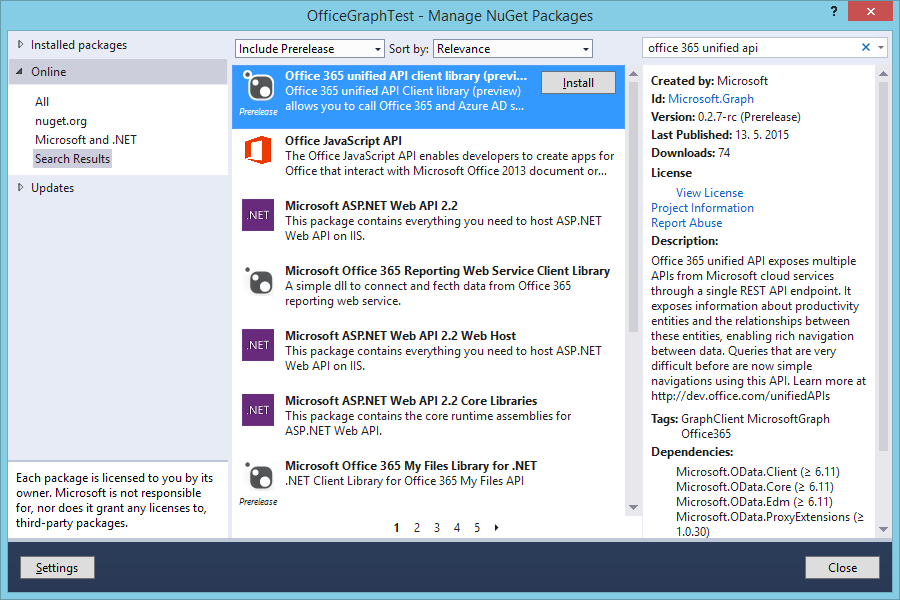 OfficeGraphTest - Manage NuGet Packages
?
Installed packages
Online
All
nuget.org
Microsoft and .NET
Search Results
Updates
Each package is licensed to you by its
owner. Microsoft is not responsible
for, nor does it grant any licenses to,
third-party packages.
Include Prerelease
Sort by:
Relevance
Office 365 unified API client library (previ...
Office 365 unified API Client library (preview)
allows you to call Office 365 and Azure AD s...
Prerelease
Install
Office JavaScript API
The Office JavaScript API enables developers to create apps for
Office that interact with Microsoft Office 2013 document or...
.NET
Microsoft ASP.NET Web API 2.2
This package contains everything you need to host ASP.NET
Web API on IIS.
Microsoft Office 365 Reporting Web Service Client Library
A simple dll to connect and fecth data from Office 365
reporting web service.
.NET
Microsoft ASP.NET Web API 2.2 Web Host
This package contains everything you need to host ASP.NET
Web API on IIS.
.NET
Microsoft ASP.NET Web API 2.2 Core Libraries
This package contains the core runtime assemblies for
ASP.NET Web API.
Microsoft Office 365 My Files Library for .NET
.NET Client Library for Office 365 My Files API
Prerelease
1 2 3 4 5
office 365 unified api
Created by: Microsoft
Id: Microsoft.Graph
Version: 0.2.7-rc (Prerelease)
Last Published: 13. 5. 2015
Downloads: 74
License
View License
Project Information
Report Abuse
Description:
Office 365 unified API exposes multiple
APIs from Microsoft cloud services
through a single REST API endpoint. It
exposes information about productivity
entities and the relationships between
these entities, enabling rich navigation
between data. Queries that are very
difficult before are now simple
navigations using this API. Learn more at
http://dev.office.com/unifiedAPIs
Tags: GraphClient MicrosoftGraph
Office365
Dependencies:
Microsoft.OData.Client (≥ 6.11)
Microsoft.OData.Core (≥ 6.11)
Microsoft.OData.Edm (≥ 6.11)
Microsoft.OData.ProxyExtensions (≥
1.0.30)
Settings
Close